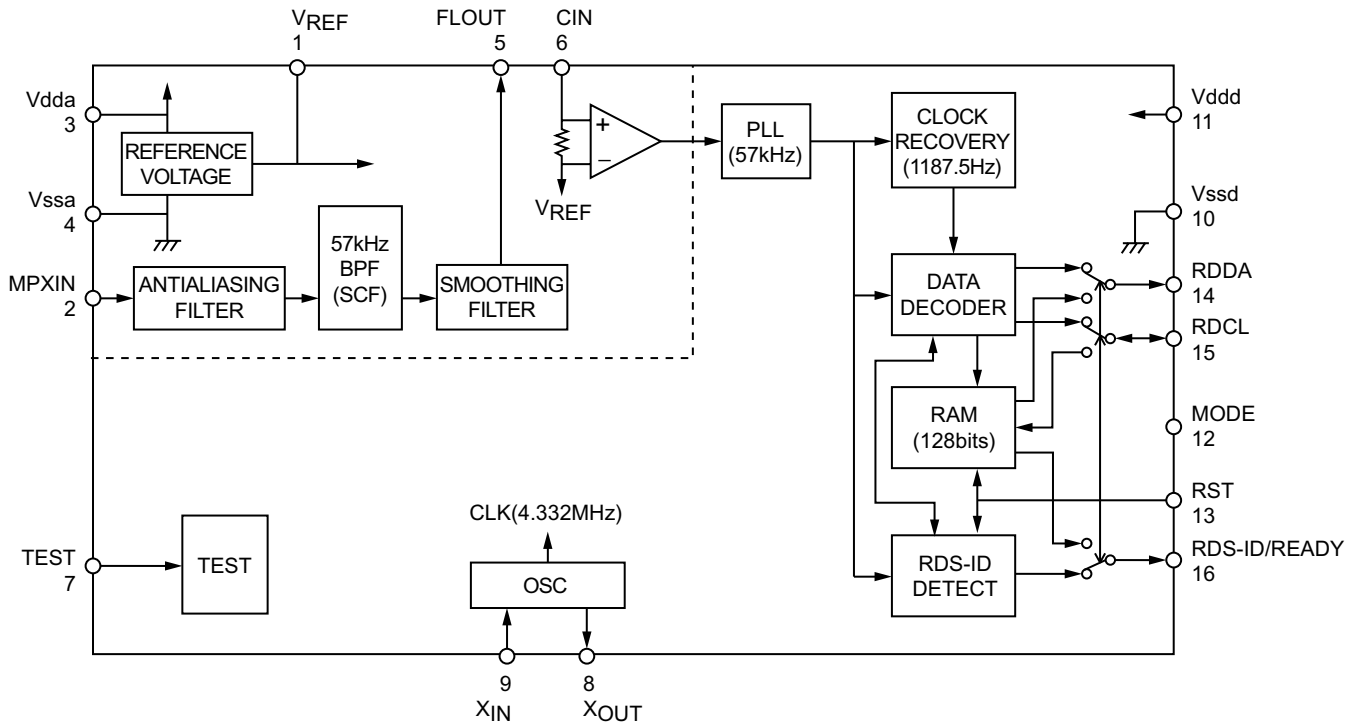 VREF
1
FLOUT
5
CIN
6
Vdda
3
REFERENCE
VOLTAGE
Vssa
4
MPXIN
2
ANTIALIASING
FILTER
57kHz
BPF
(SCF)
SMOOTHING
FILTER
+
–
VREF
PLL
(57kHz)
CLOCK
RECOVERY
(1187.5Hz)
DATA
DECODER
RAM
(128bits)
RDS-ID
DETECT
Vddd
11
Vssd
10
RDDA
14
RDCL
15
MODE
12
RST
13
RDS-ID/READY
16
TEST
7
TEST
CLK(4.332MHz)
OSC
9
XIN
8
XOUT